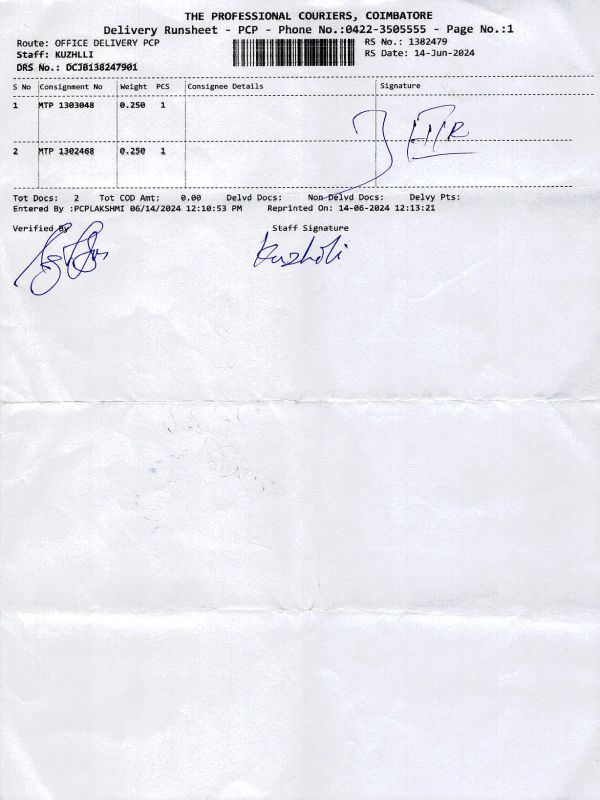 THE PROFESSIONAL COURIERS, COIMBATORE
Delivery Runsheet - PCP - Phone No.:0422-3505555 - Page No.:1
Route: OFFICE DELIVERY PCP RS No.: 1382479
Staff: KUZHLLI RS Date: 14-Jun-2024
DRS No.: DCJB138247901
S No Consignment No Weight PCS Consignee Details Signature
1 MTP 1303048 0.250 1
2 MTP 1302468 0.250 1
Tot Docs: 2 Tot COD Amt: 0.00 Delvd Docs: Non Delvd Docs: Delvy Pts:
Entered By :PCPLAKSHMI 06/14/2024 12:10:53 PM Reprinted On: 14-06-2024 12:13:21
Verified By Staff Signature